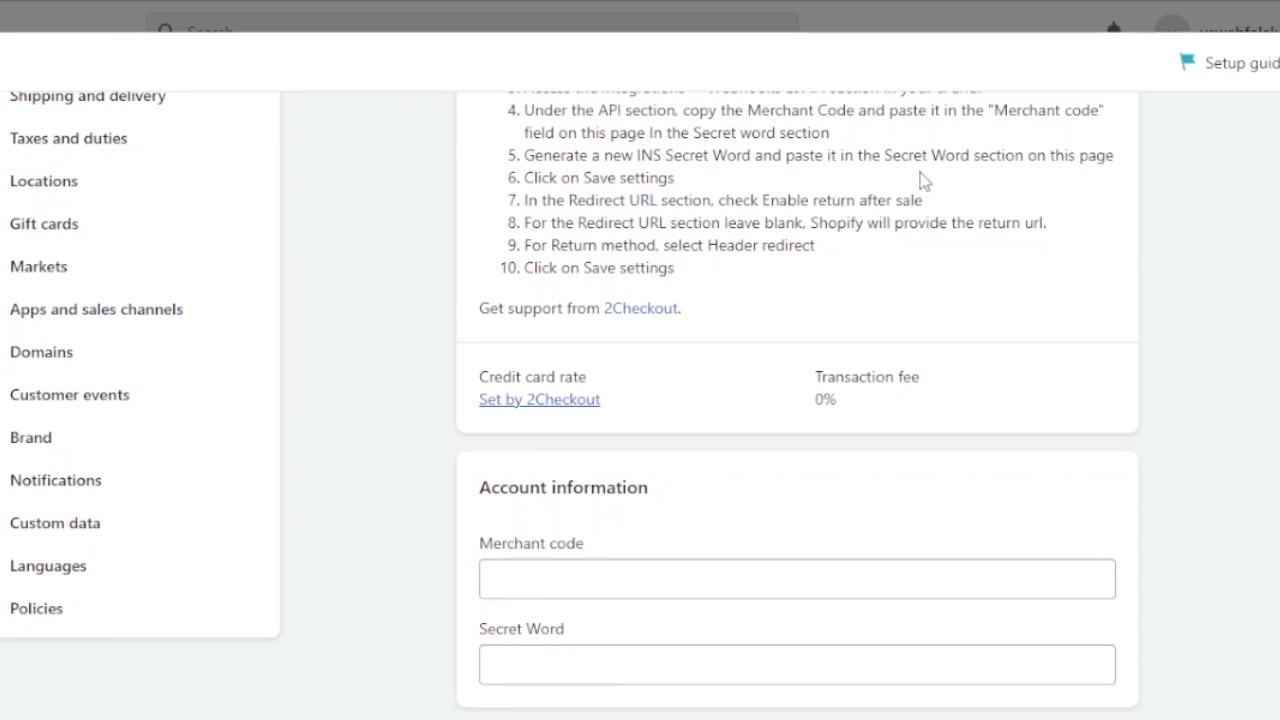 Search
Setup guid
Shipping and delivery
Taxes and duties
Locations
Gift cards
Markets
Apps and sales channels
Domains
Customer events
Brand
Notifications
Custom data
Languages
Policies
4. Under the API section, copy the Merchant Code and paste it in the "Merchant code"
field on this page In the Secret word section
5. Generate a new INS Secret Word and paste it in the Secret Word section on this page
6. Click on Save settings
7. In the Redirect URL section, check Enable return after sale
8. For the Redirect URL section leave blank, Shopify will provide the return url.
9. For Return method, select Header redirect
10. Click on Save settings
Get support from 2Checkout.
Credit card rate
Set by 2Checkout
Transaction fee
0%
Account information
Merchant code
Secret Word